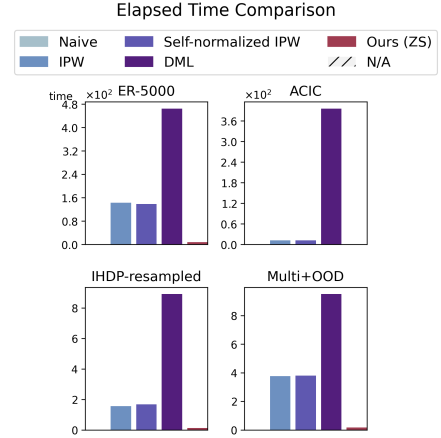 Elapsed Time Comparison
Naive
Self-normalized IPW
Ours (ZS)
IPW
DML
N/A
time
×10²
ER-5000
4.8
4.0
3.2
2.4
1.6
0.8
0.0
×10²
ACIC
3.6
3.0
2.4
1.8
1.2
0.6
0.0
IHDP-resampled
8
6
4
2
0
Multi+OOD
8
6
4
2
0